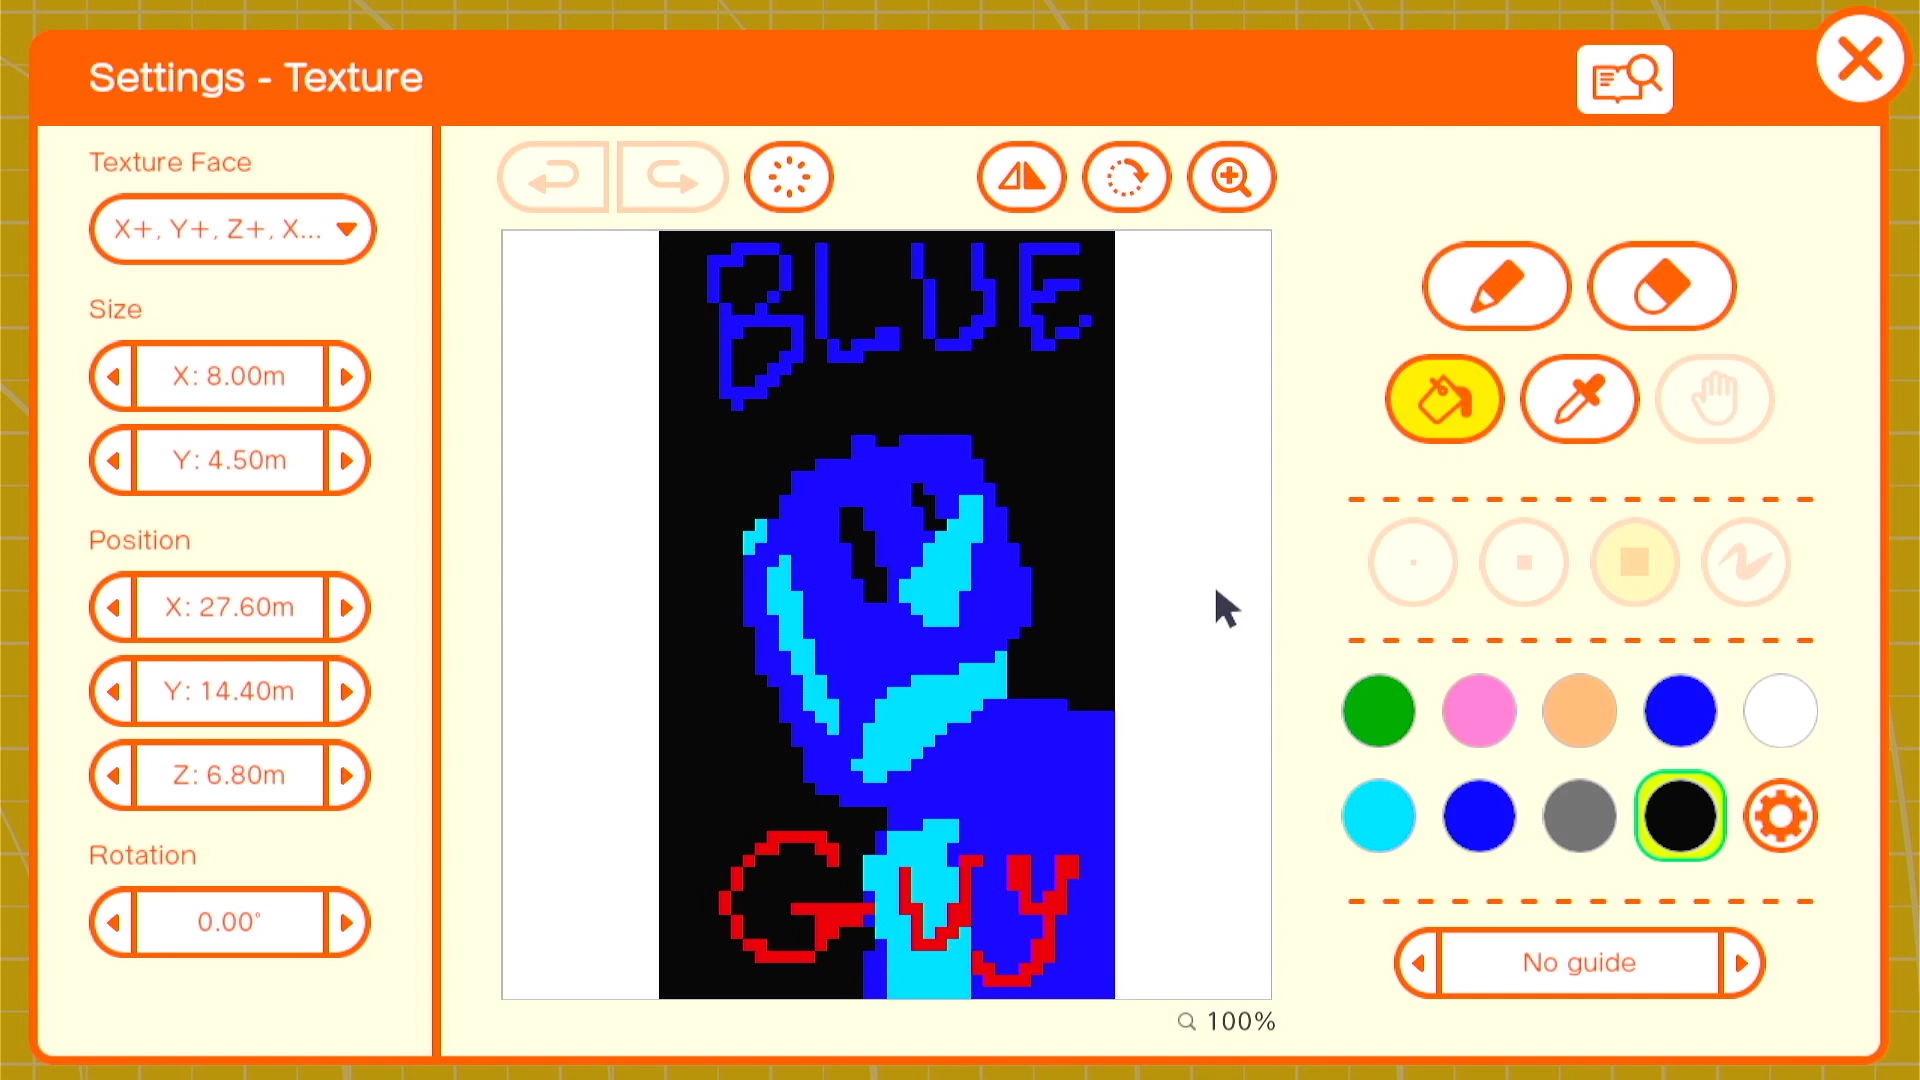 Settings - Texture
Texture Face
X+, Y+, Z+, X...
Size
X: 8.00m
Y: 4.50m
Position
X: 27.60m
Y: 14.40m
Z: 6.80m
Rotation
0.00°
BLUE
GUY
100%
No guide